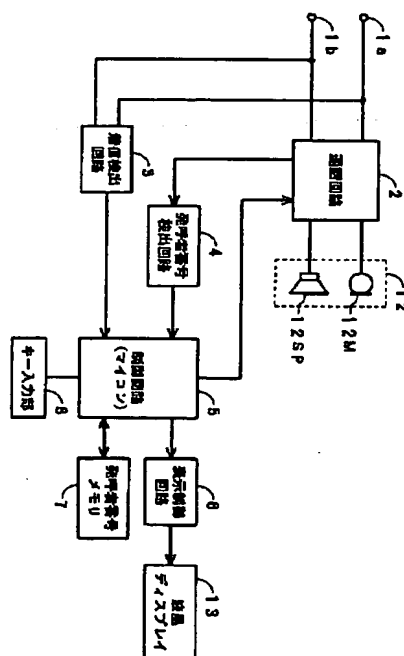 1a
1b
通話回路
2
12
12M
12SP
着信検出
回路
3
発呼者番号
検出回路
4
制御回路
(マイコン)
5
キー入力部
6
発呼者番号
メモリ
7
表示制御
回路
8
液晶
ディスプレイ
13